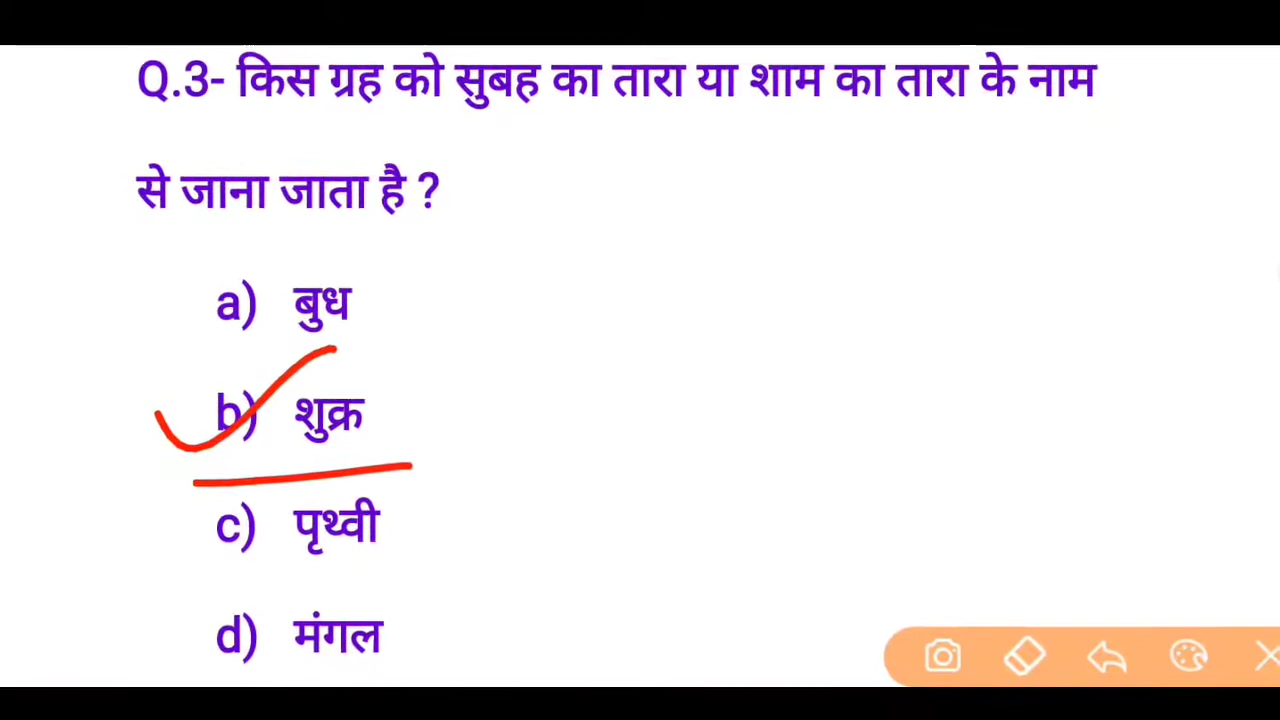 Q.3- किस ग्रह को सुबह का तारा या शाम का तारा के नाम
से जाना जाता है ?
a) बुध
b) शुक्र
c) पृथ्वी
d) मंगल